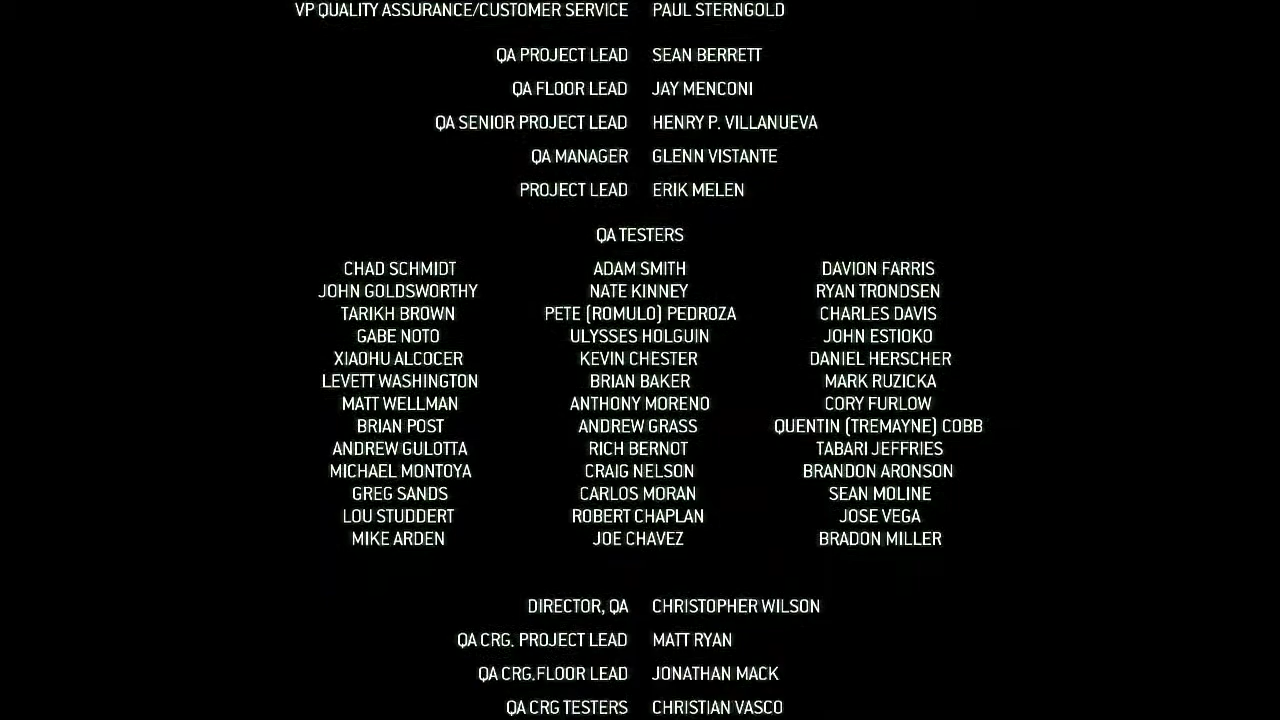 VP QUALITY ASSURANCE/CUSTOMER SERVICE PAUL STERNGOLD
QA PROJECT LEAD SEAN BERRETT
QA FLOOR LEAD JAY MENCONI
QA SENIOR PROJECT LEAD HENRY P. VILLANUEVA
QA MANAGER GLENN VISTANTE
PROJECT LEAD ERIK MELEN
QA TESTERS
CHAD SCHMIDT ADAM SMITH DAVION FARRIS
JOHN GOLDSWORTHY NATE KINNEY RYAN TRONDSEN
TARIKH BROWN PETE (ROMULO) PEDROZA CHARLES DAVIS
GABE NOTO ULYSSES HOLGUIN JOHN ESTIOKO
XIAOHU ALCOCER KEVIN CHESTER DANIEL HERSCHER
LEVETT WASHINGTON BRIAN BAKER MARK RUZICKA
MATT WELLMAN ANTHONY MORENO CORY FURLOW
BRIAN POST ANDREW GRASS QUENTIN (TREMAYNE) COBB
ANDREW GULOTTA RICH BERNOT TABARI JEFFRIES
MICHAEL MONTOYA CRAIG NELSON BRANDON ARONSON
GREG SANDS CARLOS MORAN SEAN MOLINE
LOU STUDDERT ROBERT CHAPLAN JOSE VEGA
MIKE ARDEN JOE CHAVEZ BRADON MILLER
DIRECTOR, QA CHRISTOPHER WILSON
QA CRG. PROJECT LEAD MATT RYAN
QA CRG.FLOOR LEAD JONATHAN MACK
QA CRG TESTERS CHRISTIAN VASCO